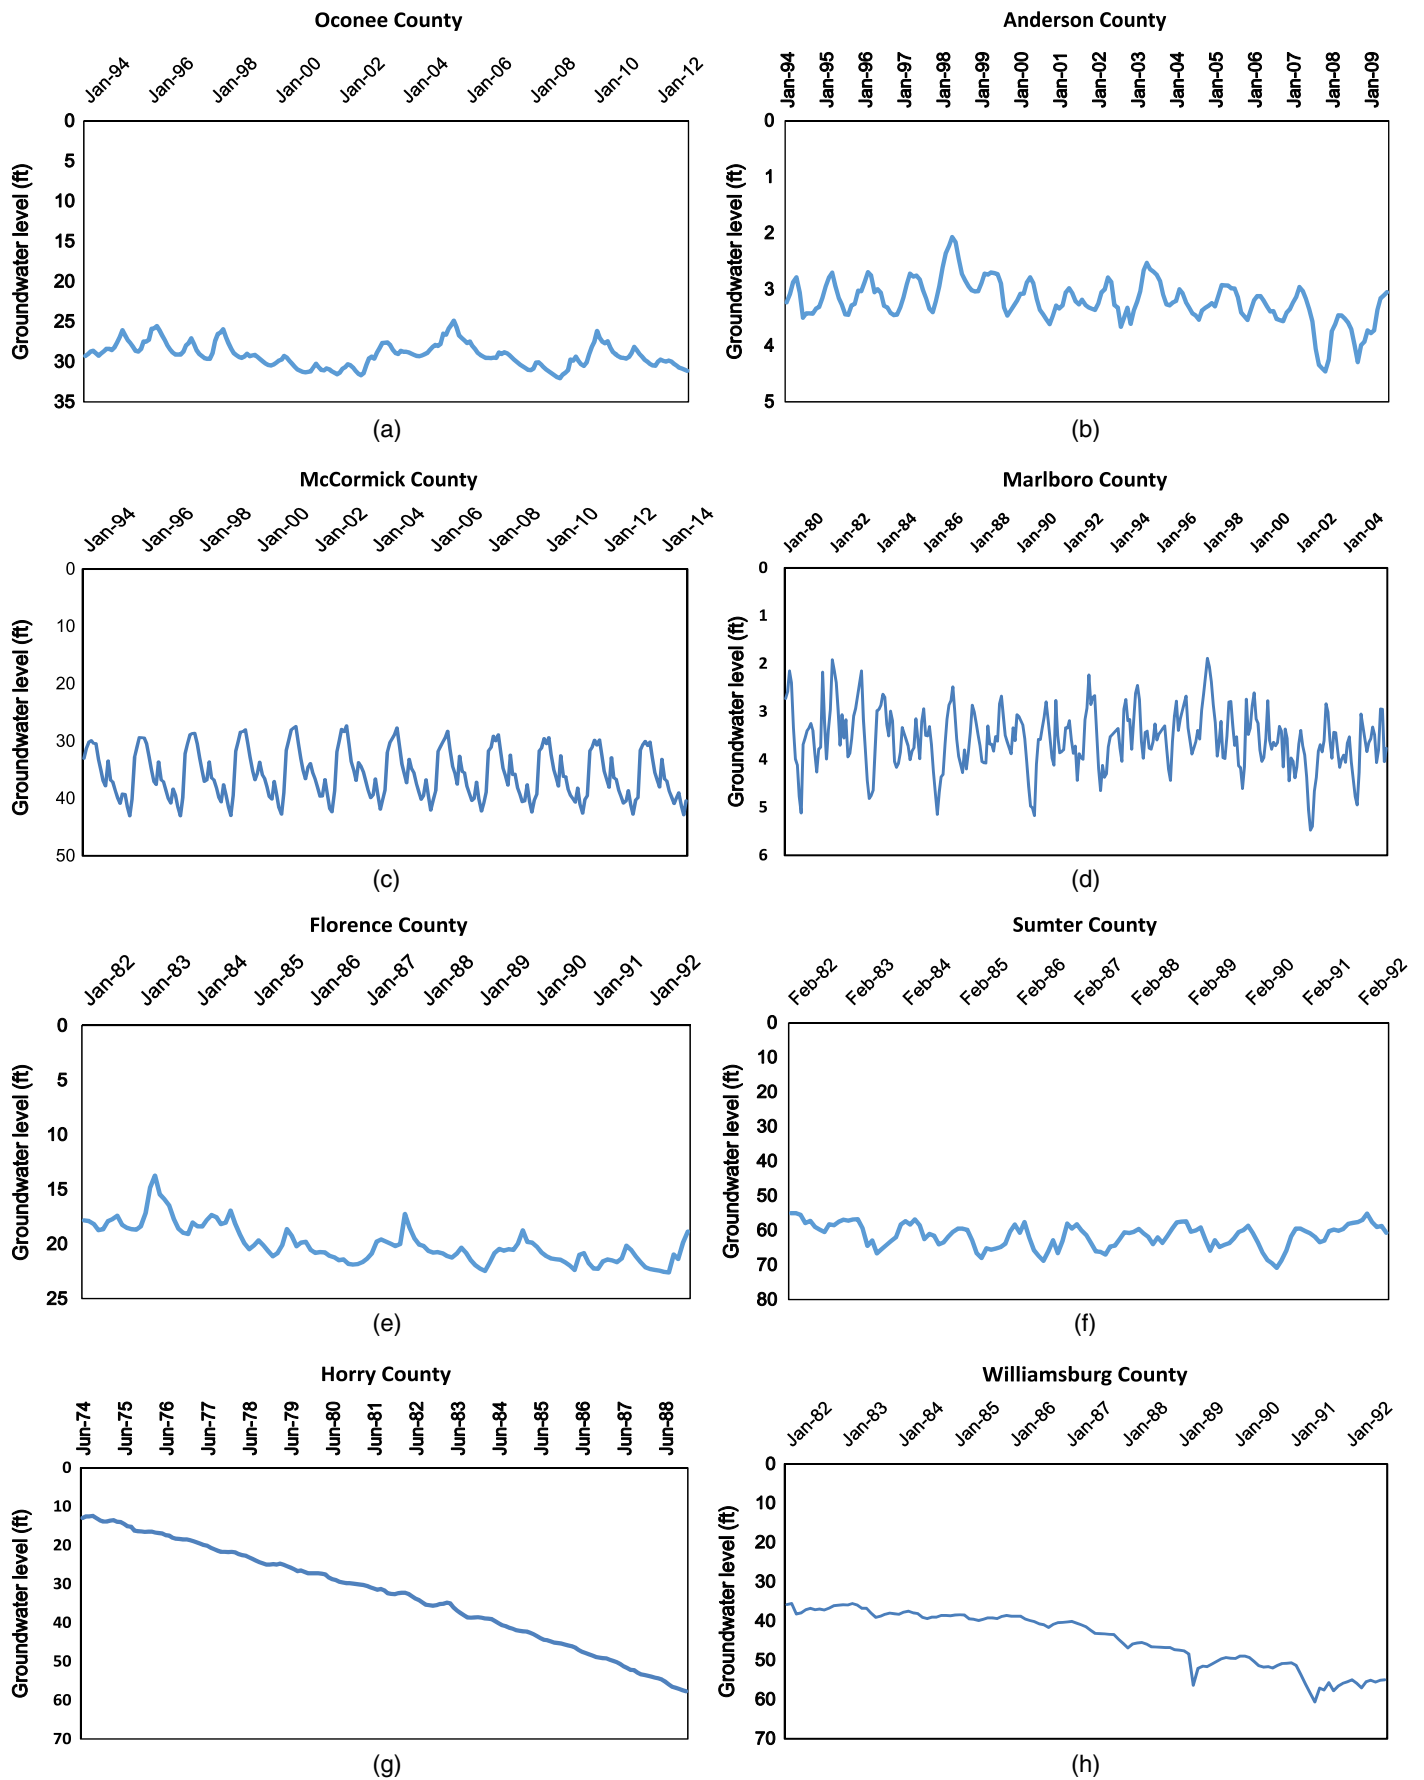 Oconee County
Jan-94 Jan-96 Jan-98 Jan-00 Jan-02 Jan-04 Jan-06 Jan-08 Jan-10 Jan-12
Groundwater level (ft)
0
5
10
15
20
25
30
35
(a)
Anderson County
Jan-94 Jan-95 Jan-96 Jan-97 Jan-98 Jan-99 Jan-00 Jan-01 Jan-02 Jan-03 Jan-04 Jan-05 Jan-06 Jan-07 Jan-08 Jan-09
Groundwater level (ft)
0
1
2
3
4
5
(b)
McCormick County
Jan-94 Jan-96 Jan-98 Jan-00 Jan-02 Jan-04 Jan-06 Jan-08 Jan-10 Jan-12 Jan-14
Groundwater level (ft)
0
10
20
30
40
50
(c)
Marlboro County
Jan-80 Jan-82 Jan-84 Jan-86 Jan-88 Jan-90 Jan-92 Jan-94 Jan-96 Jan-98 Jan-00 Jan-02 Jan-04
Groundwater level (ft)
0
1
2
3
4
5
6
(d)
Florence County
Jan-82 Jan-83 Jan-84 Jan-85 Jan-86 Jan-87 Jan-88 Jan-89 Jan-90 Jan-91 Jan-92
Groundwater level (ft)
0
5
10
15
20
25
(e)
Sumter County
Feb-82 Feb-83 Feb-84 Feb-85 Feb-86 Feb-87 Feb-88 Feb-89 Feb-90 Feb-91 Feb-92
Groundwater level (ft)
0
10
20
30
40
50
60
70
80
(f)
Horry County
Jun-74 Jun-75 Jun-76 Jun-77 Jun-78 Jun-79 Jun-80 Jun-81 Jun-82 Jun-83 Jun-84 Jun-85 Jun-86 Jun-87 Jun-88
Groundwater level (ft)
0
10
20
30
40
50
60
70
(g)
Williamsburg County
Jan-82 Jan-83 Jan-84 Jan-85 Jan-86 Jan-87 Jan-88 Jan-89 Jan-90 Jan-91 Jan-92
Groundwater level (ft)
0
10
20
30
40
50
60
70
(h)